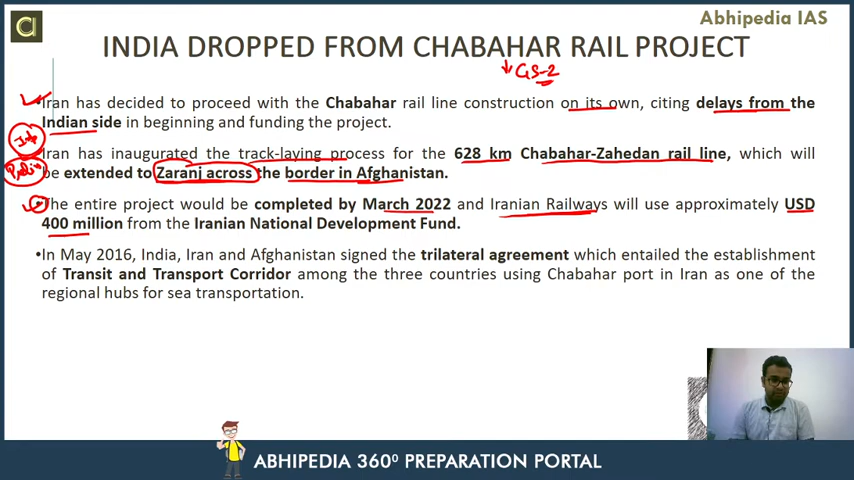 Abhipedia IAS
INDIA DROPPED FROM CHABAHAR RAIL PROJECT
GS-2
•Iran has decided to proceed with the Chabahar rail line construction on its own, citing delays from the
Indian side in beginning and funding the project.
Iran has inaugurated the track-laying process for the 628 km Chabahar-Zahedan rail line, which will
be extended to Zaranj across the border in Afghanistan.
The entire project would be completed by March 2022 and Iranian Railways will use approximately USD
400 million from the Iranian National Development Fund.
•In May 2016, India, Iran and Afghanistan signed the trilateral agreement which entailed the establishment
of Transit and Transport Corridor among the three countries using Chabahar port in Iran as one of the
regional hubs for sea transportation.
ABHIPEDIA 360⁰ PREPARATION PORTAL